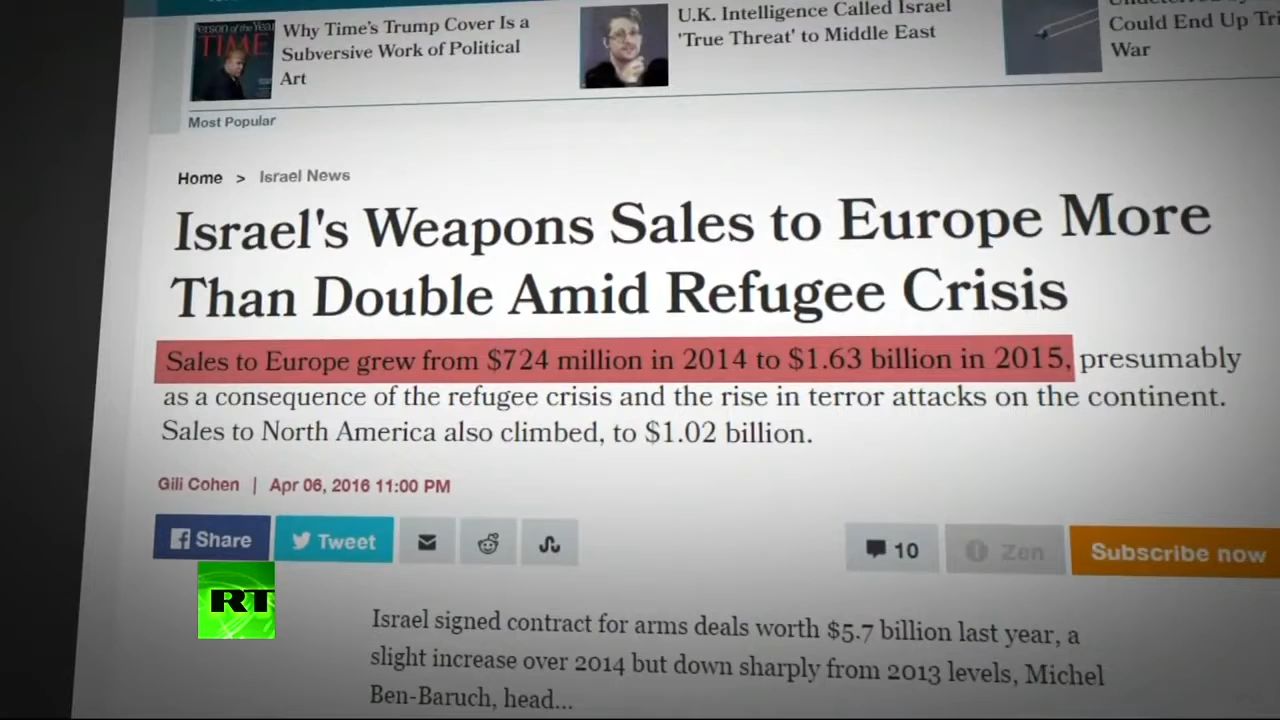 Person of the Year
TIME
Why Time's Trump Cover Is a
Subversive Work of Political
Art
U.K. Intelligence Called Israel
'True Threat' to Middle East
Could End Up Tri
War
Most Popular
Home > Israel News
Israel's Weapons Sales to Europe More
Than Double Amid Refugee Crisis
Sales to Europe grew from $724 million in 2014 to $1.63 billion in 2015, presumably
as a consequence of the refugee crisis and the rise in terror attacks on the continent.
Sales to North America also climbed, to $1.02 billion.
Gili Cohen | Apr 06, 2016 11:00 PM
Share
Tweet
10
Zen
Subscribe now
RT
Israel signed contract for arms deals worth $5.7 billion last year, a
slight increase over 2014 but down sharply from 2013 levels, Michel
Ben-Baruch, head...